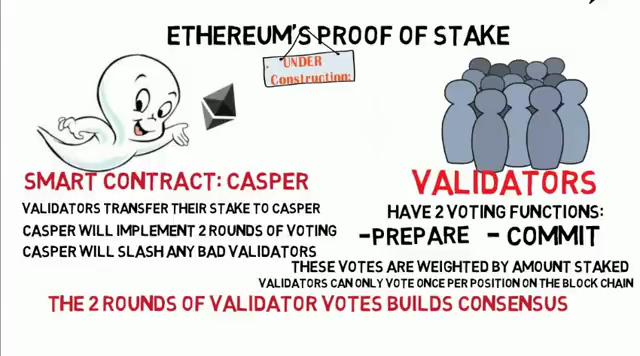 ETHEREUM'S PROOF OF STAKE
UNDER
Construction:
SMART CONTRACT: CASPER
VALIDATORS TRANSFER THEIR STAKE TO CASPER
CASPER WILL IMPLEMENT 2 ROUNDS OF VOTING
CASPER WILL SLASH ANY BAD VALIDATORS
VALIDATORS
HAVE 2 VOTING FUNCTIONS:
-PREPARE - COMMIT
THESE VOTES ARE WEIGHTED BY AMOUNT STAKED
VALIDATORS CAN ONLY VOTE ONCE PER POSITION ON THE BLOCK CHAIN
THE 2 ROUNDS OF VALIDATOR VOTES BUILDS CONSENSUS